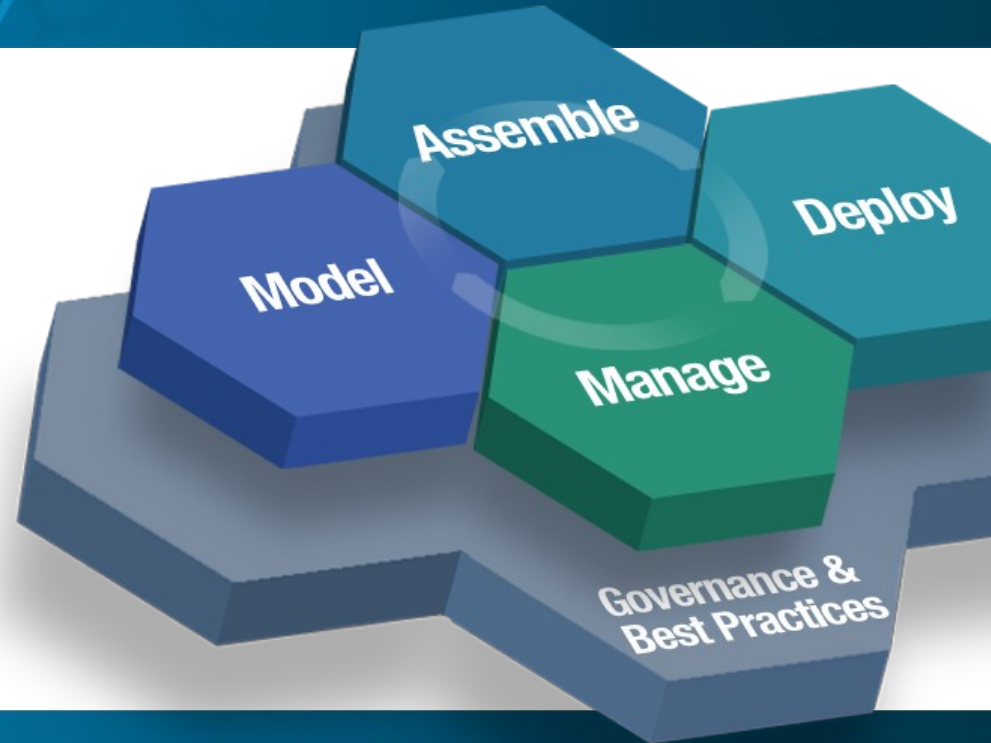 Assemble
Deploy
Model
Manage
Governance &
Best Practices